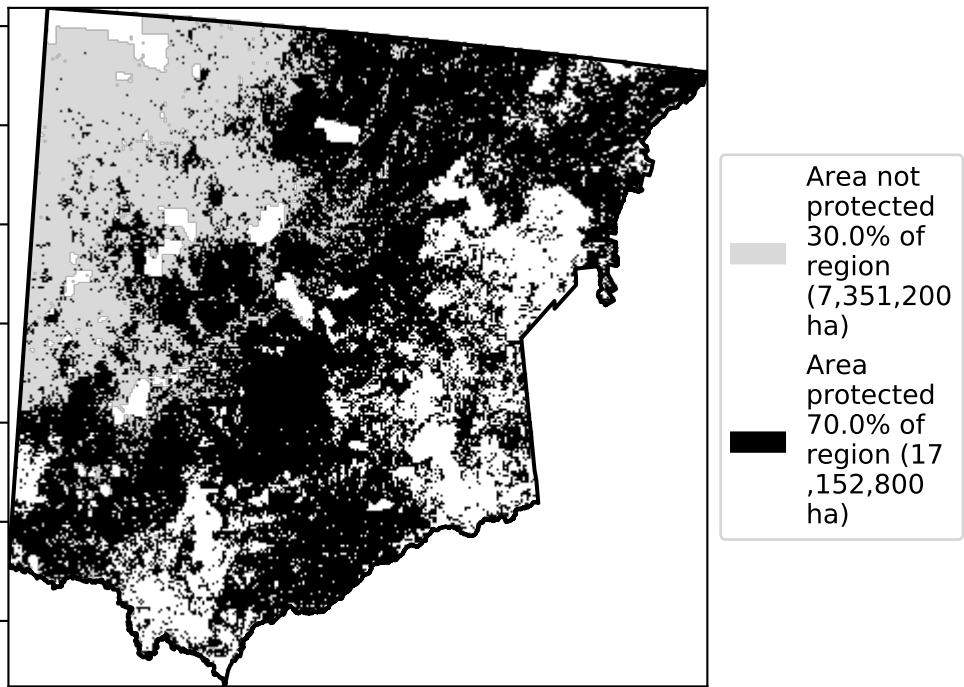 Area not
protected
30.0% of
region
(7,351,200
ha)
Area
protected
70.0% of
region (17
,152,800
ha)